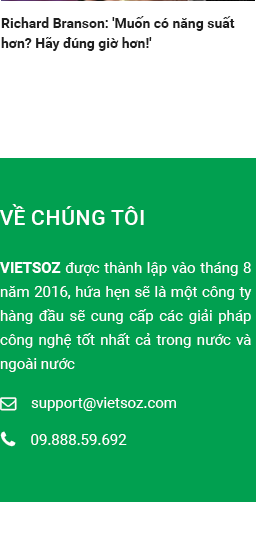 Richard Branson: 'Muốn có năng suất
hơn? Hãy đúng giờ hơn!'
VỀ CHÚNG TÔI
VIETSOZ được thành lập vào tháng 8
năm 2016, hứa hẹn sẽ là một công ty
hàng đầu sẽ cung cấp các giải pháp
công nghệ tốt nhất cả trong nước và
ngoài nước
support@vietsoz.com
09.888.59.692